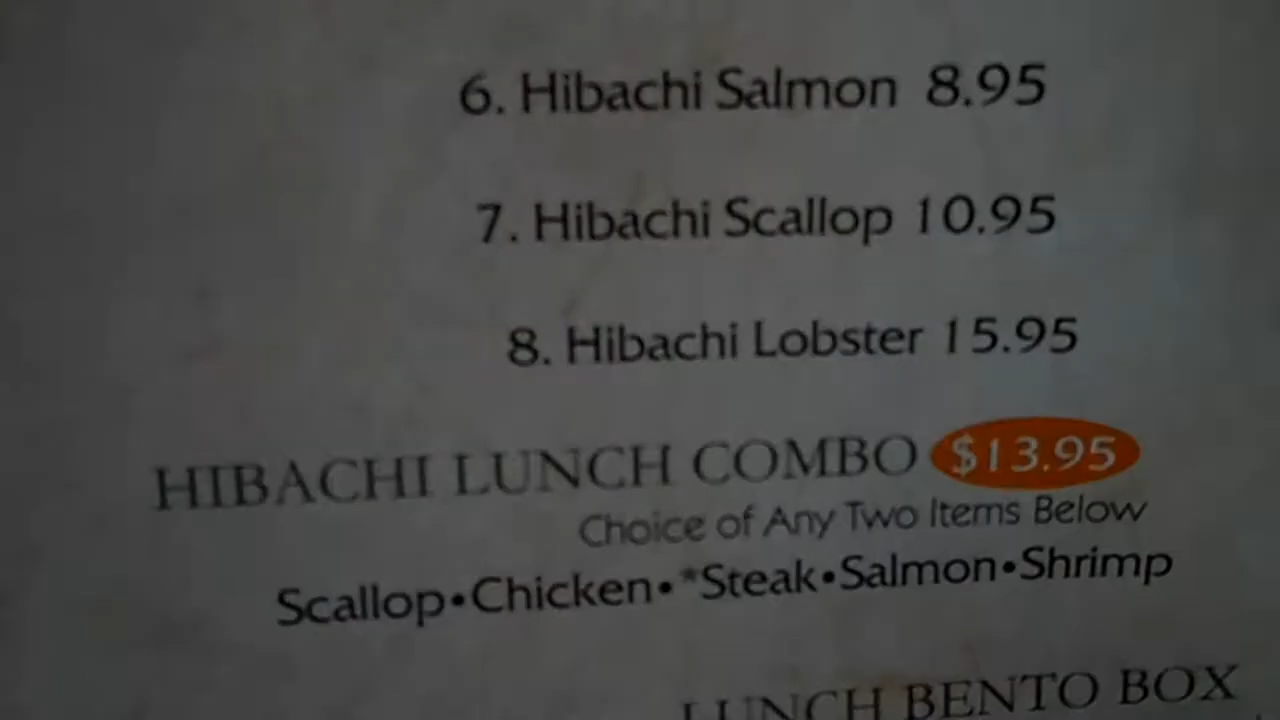 6. Hibachi Salmon 8.95
7. Hibachi Scallop 10.95
8. Hibachi Lobster 15.95
HIBACHI LUNCH COMBO $13.95
Choice of Any Two Items Below
Scallop•Chicken•*Steak•Salmon•Shrimp
LUNCH BENTO BOX